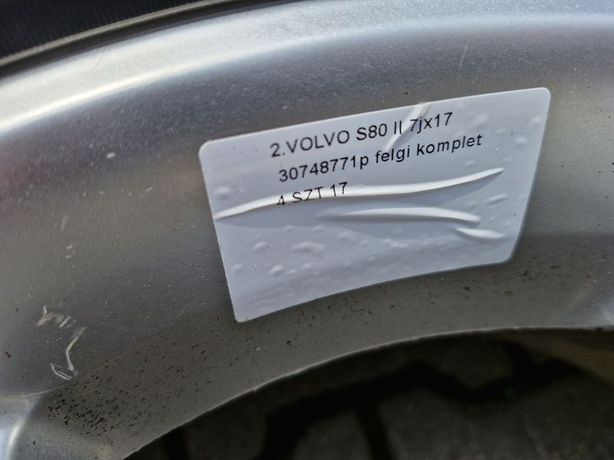 2.VOLVO S80 II 7jx17
30748771p felgi komplet
4 SZT 17